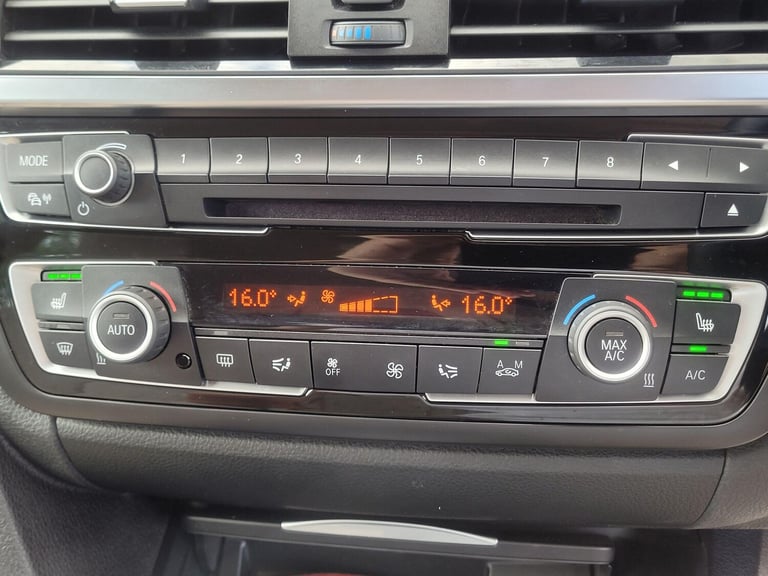 MODE 1 2 3 4 5 6 7 8
16.0° 16.0°
AUTO MAX A/C
OFF A M A/C